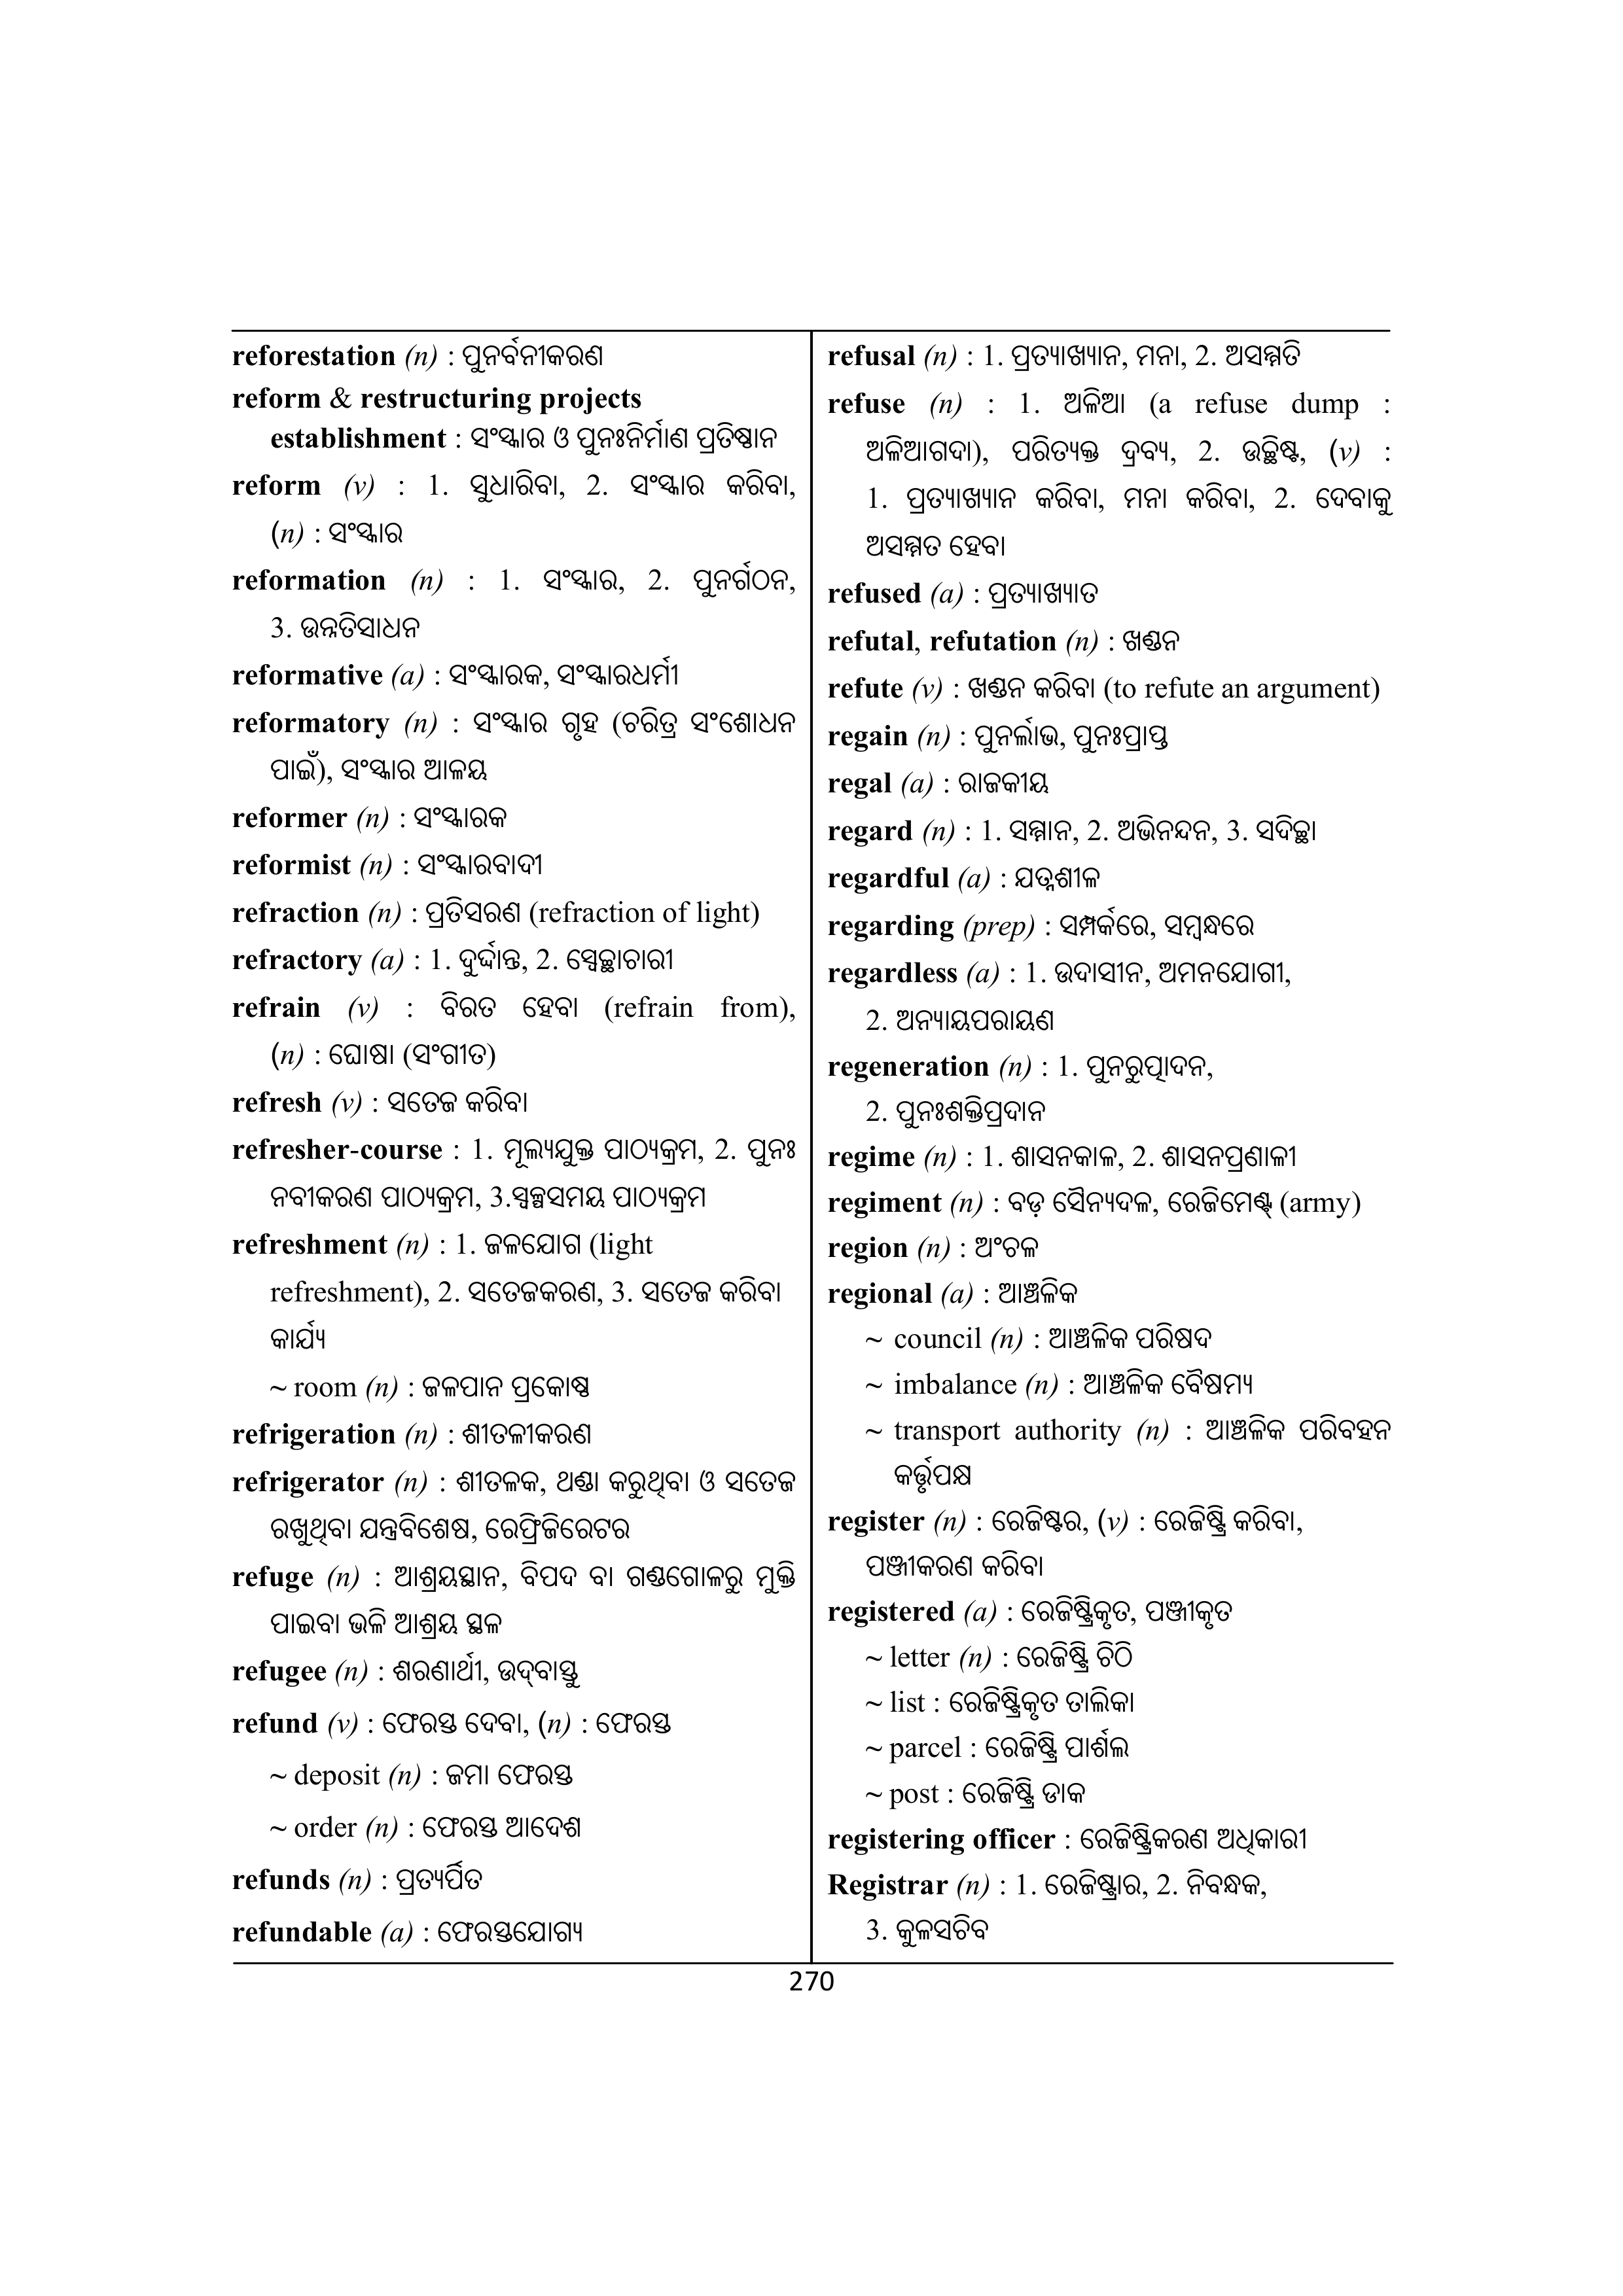 reforestation (n) : ପୁନର୍ବନୀକରଣ
reform & restructuring projects
establishment : ସଂସ୍କାର ଓ ପୁନଃନିର୍ମାଣ ପ୍ରତିଷ୍ଠାନ
reform (v) : 1. ସୁଧାରିବା, 2. ସଂସ୍କାର କରିବା,
(n) : ସଂସ୍କାର
reformation (n) : 1. ସଂସ୍କାର, 2. ପୁନର୍ଗଠନ,
3. ଉନ୍ନତିସାଧନ
reformative (a) : ସଂସ୍କାରକ, ସଂସ୍କାରଧର୍ମୀ
reformatory (n) : ସଂସ୍କାର ଗୃହ (ଚରିତ୍ର ସଂଶୋଧନ
ପାଇଁ), ସଂସ୍କାର ଆଳୟ
reformer (n) : ସଂସ୍କାରକ
reformist (n) : ସଂସ୍କାରବାଦୀ
refraction (n) : ପ୍ରତିସରଣ (refraction of light)
refractory (a) : 1. ଦୁର୍ଦ୍ଦାନ୍ତ, 2. ସ୍ୱେଚ୍ଛାଚାରୀ
refrain (v) : ବିରତ ହେବା (refrain from),
(n) : ଘୋଷା (ସଂଗୀତ)
refresh (v) : ସତେଜ କରିବା
refresher-course : 1. ମୂଲ୍ୟଯୁକ୍ତ ପାଠ୍ୟକ୍ରମ, 2. ପୁନଃ
ନବୀକରଣ ପାଠ୍ୟକ୍ରମ, 3.ସ୍ୱଳ୍ପସମୟ ପାଠ୍ୟକ୍ରମ
refreshment (n) : 1. ଜଳଯୋଗ (light
refreshment), 2. ସତେଜକରଣ, 3. ସତେଜ କରିବା
କାର୍ଯ୍ୟ
~ room (n) : ଜଳପାନ ପ୍ରକୋଷ୍ଠ
refrigeration (n) : ଶୀତଳୀକରଣ
refrigerator (n) : ଶୀତଳକ, ଥଣ୍ଡା କରୁଥିବା ଓ ସତେଜ
ରଖୁଥିବା ଯନ୍ତ୍ରବିଶେଷ, ରେଫ୍ରିଜିରେଟର
refuge (n) : ଆଶ୍ରୟସ୍ଥାନ, ବିପଦ ବା ଗଣ୍ଡଗୋଳରୁ ମୁକ୍ତି
ପାଇବା ଭଳି ଆଶ୍ରୟ ସ୍ଥଳ
refugee (n) : ଶରଣାର୍ଥୀ, ଉଦ୍‌ବାସ୍ତୁ
refund (v) : ଫେରସ୍ତ ଦେବା, (n) : ଫେରସ୍ତ
~ deposit (n) : ଜମା ଫେରସ୍ତ
~ order (n) : ଫେରସ୍ତ ଆଦେଶ
refunds (n) : ପ୍ରତ୍ୟର୍ପିତ
refundable (a) : ଫେରସ୍ତଯୋଗ୍ୟ
refusal (n) : 1. ପ୍ରତ୍ୟାଖ୍ୟାନ, ମନା, 2. ଅସମ୍ମତି
refuse (n) : 1. ଅଳିଆ (a refuse dump :
ଅଳିଆଗଦା), ପରିତ୍ୟକ୍ତ ଦ୍ରବ୍ୟ, 2. ଉଚ୍ଛିଷ୍ଟ, (v) :
1. ପ୍ରତ୍ୟାଖ୍ୟାନ କରିବା, ମନା କରିବା, 2. ଦେବାକୁ
ଅସମ୍ମତ ହେବା
refused (a) : ପ୍ରତ୍ୟାଖ୍ୟାତ
refutal, refutation (n) : ଖଣ୍ଡନ
refute (v) : ଖଣ୍ଡନ କରିବା (to refute an argument)
regain (n) : ପୁନର୍ଲାଭ, ପୁନଃପ୍ରାପ୍ତ
regal (a) : ରାଜକୀୟ
regard (n) : 1. ସମ୍ମାନ, 2. ଅଭିନନ୍ଦନ, 3. ସଦିଚ୍ଛା
regardful (a) : ଯତ୍ନଶୀଳ
regarding (prep) : ସମ୍ପର୍କରେ, ସମ୍ବନ୍ଧରେ
regardless (a) : 1. ଉଦାସୀନ, ଅମନଯୋଗୀ,
2. ଅନ୍ୟାୟପରାୟଣ
regeneration (n) : 1. ପୁନରୁତ୍ପାଦନ,
2. ପୁନଃଶକ୍ତିପ୍ରଦାନ
regime (n) : 1. ଶାସନକାଳ, 2. ଶାସନପ୍ରଣାଳୀ
regiment (n) : ବଡ଼ ସୈନ୍ୟଦଳ, ରେଜିମେଣ୍ଟ୍ (army)
region (n) : ଅଂଚଳ
regional (a) : ଆଞ୍ଚଳିକ
~ council (n) : ଆଞ୍ଚଳିକ ପରିଷଦ
~ imbalance (n) : ଆଞ୍ଚଳିକ ବୈଷମ୍ୟ
~ transport authority (n) : ଆଞ୍ଚଳିକ ପରିବହନ
କର୍ତ୍ତୃପକ୍ଷ
register (n) : ରେଜିଷ୍ଟର, (v) : ରେଜିଷ୍ଟ୍ରି କରିବା,
ପଞ୍ଜୀକରଣ କରିବା
registered (a) : ରେଜିଷ୍ଟ୍ରିକୃତ, ପଞ୍ଜୀକୃତ
~ letter (n) : ରେଜିଷ୍ଟ୍ରି ଚିଠି
~ list : ରେଜିଷ୍ଟ୍ରିକୃତ ତାଲିକା
~ parcel : ରେଜିଷ୍ଟ୍ରି ପାର୍ଶଲ
~ post : ରେଜିଷ୍ଟ୍ରି ଡାକ
registering officer : ରେଜିଷ୍ଟ୍ରିକରଣ ଅଧିକାରୀ
Registrar (n) : 1. ରେଜିଷ୍ଟ୍ରାର, 2. ନିବନ୍ଧକ,
3. କୁଳସଚିବ
270